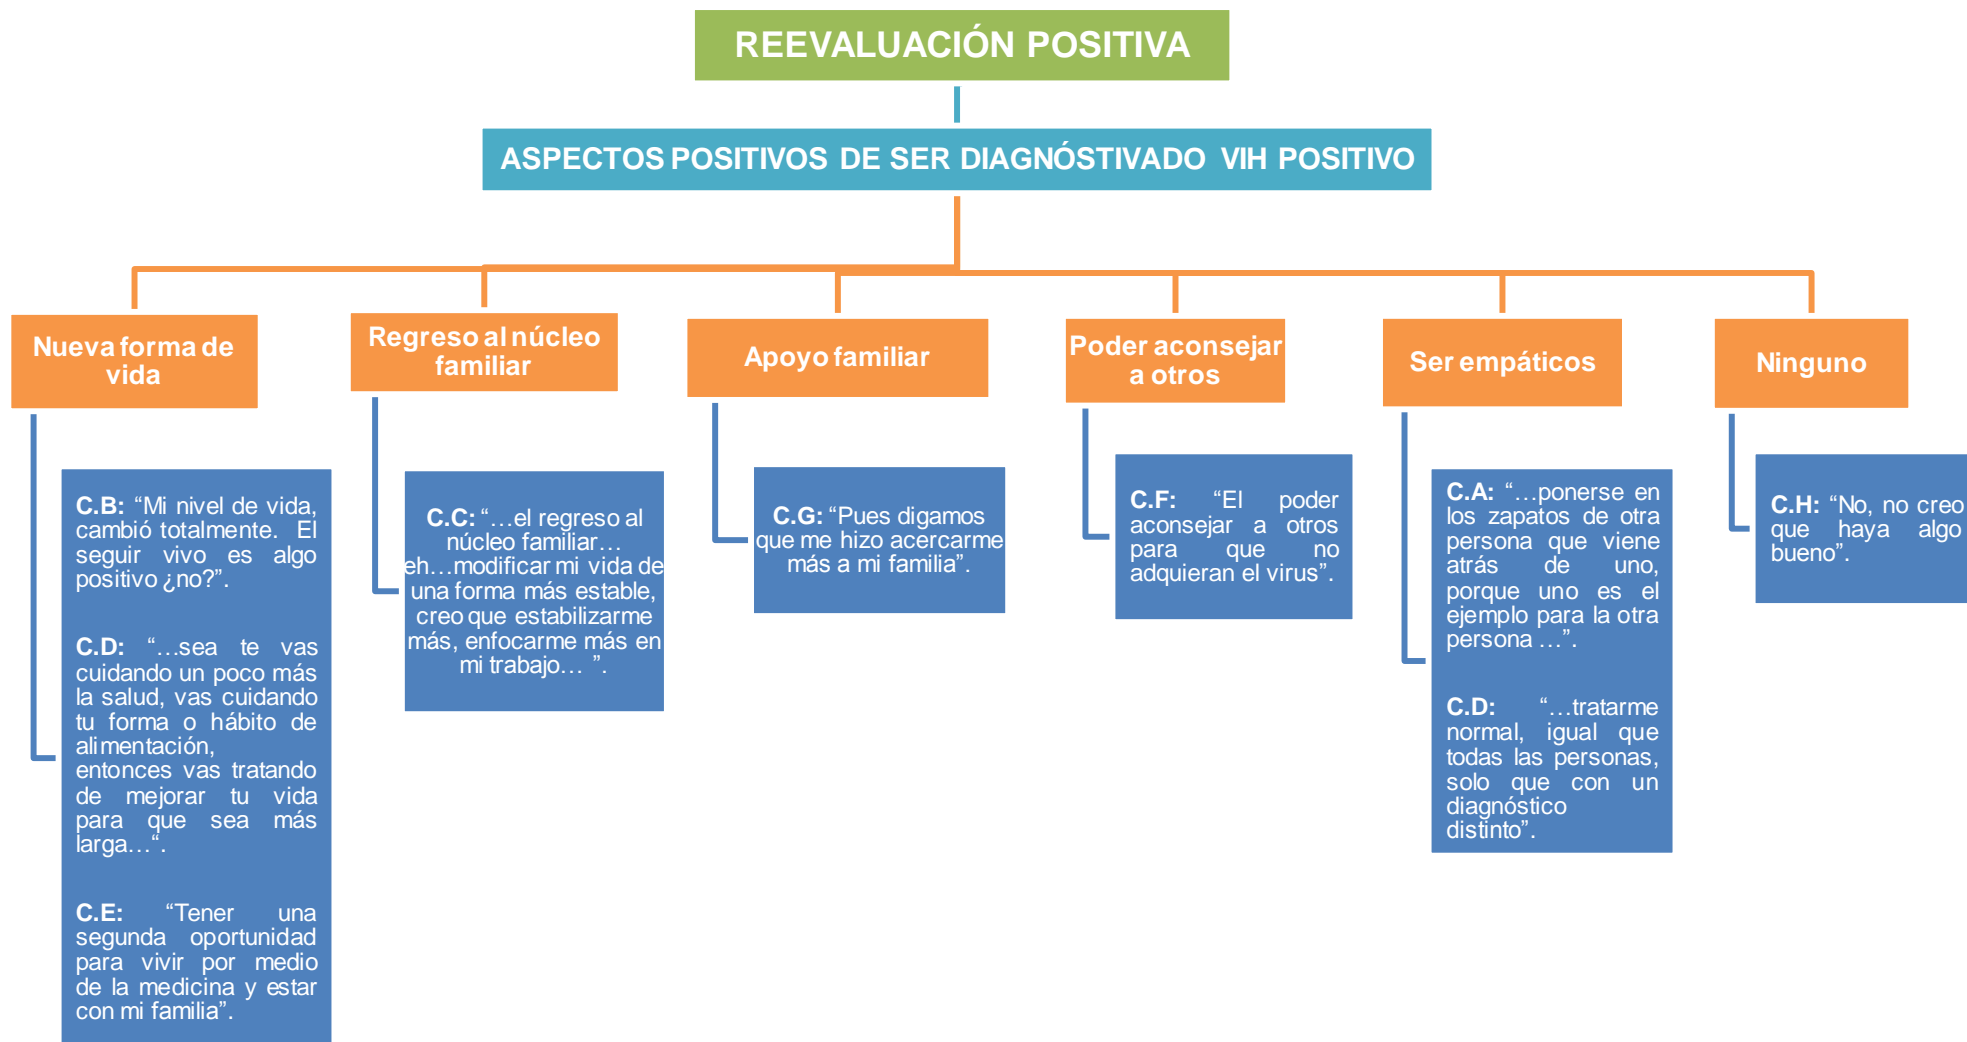 REEVALUACIÓN POSITIVA
ASPECTOS POSITIVOS DE SER DIAGNÓSTIVADO VIH POSITIVO
Nueva forma de
vida
C.B: “Mi nivel de vida,
cambió totalmente. El
seguir vivo es algo
positivo ¿no?”.
C.D: “…sea te vas
cuidando un poco más
la salud, vas cuidando
tu forma o hábito de
alimentación,
entonces vas tratando
de mejorar tu vida
para que sea más
larga…“.
C.E: “Tener una
segunda oportunidad
para vivir por medio
de la medicina y estar
con mi familia”.
Regreso al núcleo
familiar
C.C: “…el regreso al
núcleo familiar…
eh…modificar mi vida de
una forma más estable,
creo que estabilizarme
más, enfocarme más en
mi trabajo… ”.
Apoyo familiar
C.G: “Pues digamos
que me hizo acercarme
más a mi familia”.
Poder aconsejar
a otros
C.F: “El poder
aconsejar a otros
para que no
adquieran el virus”.
Ser empáticos
C.A: “…ponerse en
los zapatos de otra
persona que viene
atrás de uno,
porque uno es el
ejemplo para la otra
persona …”.
C.D: “…tratarme
normal, igual que
todas las personas,
solo que con un
diagnóstico
distinto”.
Ninguno
C.H: “No, no creo
que haya algo
bueno”.